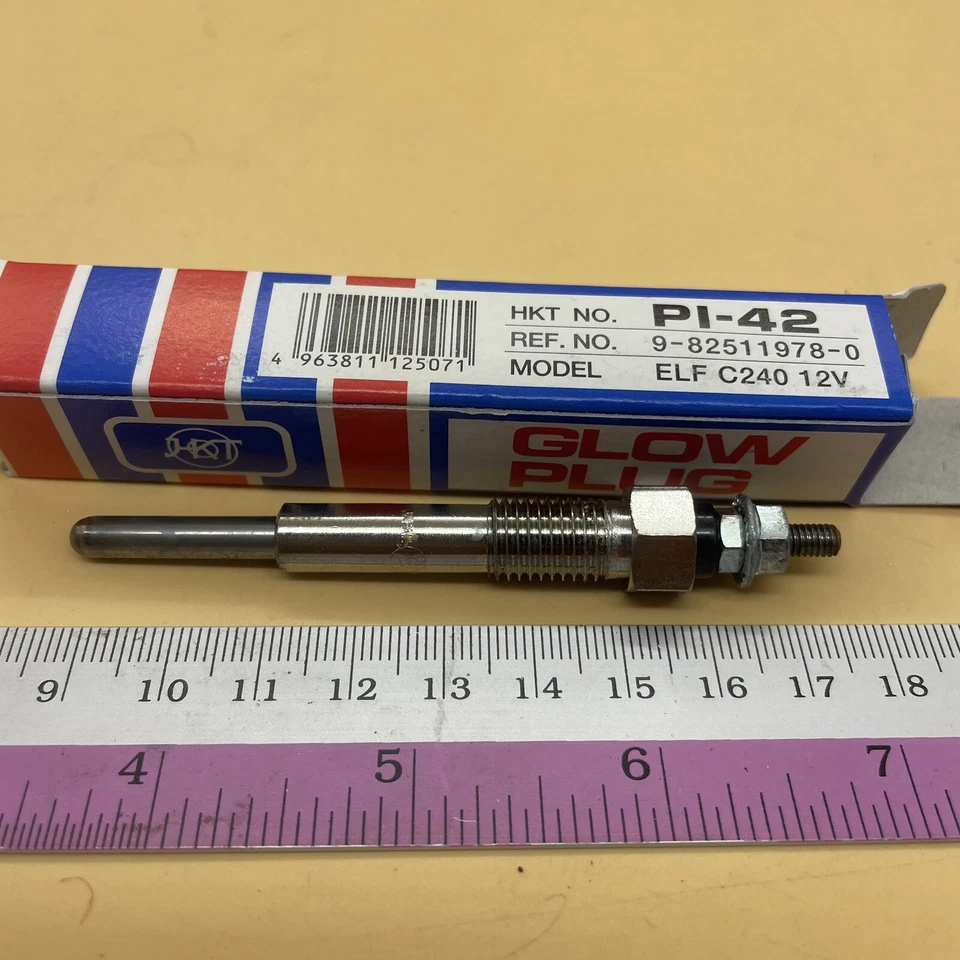 HKT NO. PI-42
REF. NO. 9-82511978-0
MODEL ELF C240 12V
4 963811 125071
HKT
GLOW
PLUG
9 10 11 12 13 14 15 16 17 18
4 5 6 7